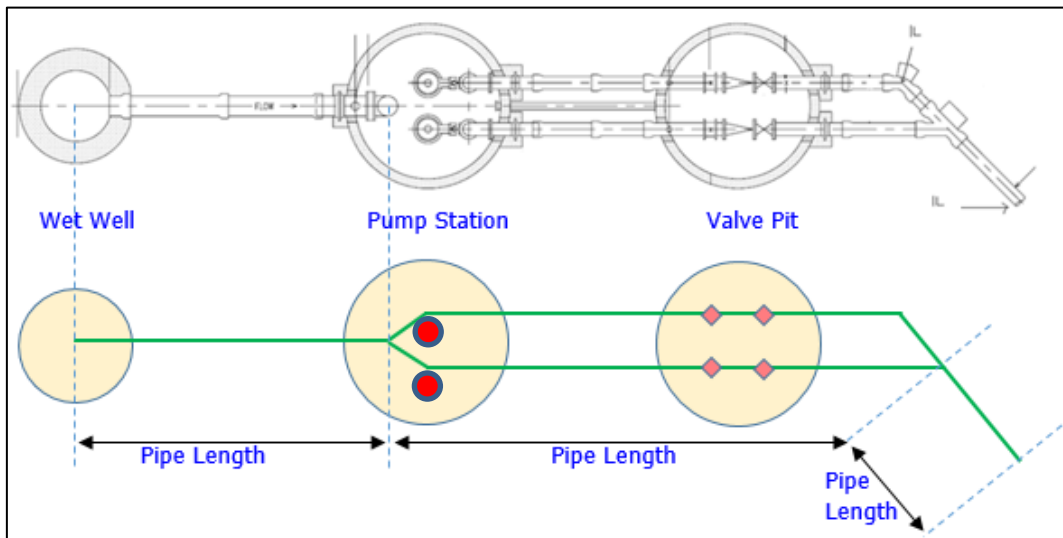 IL
FLOW
IL
Wet Well
Pump Station
Valve Pit
Pipe Length
Pipe Length
Pipe
Length